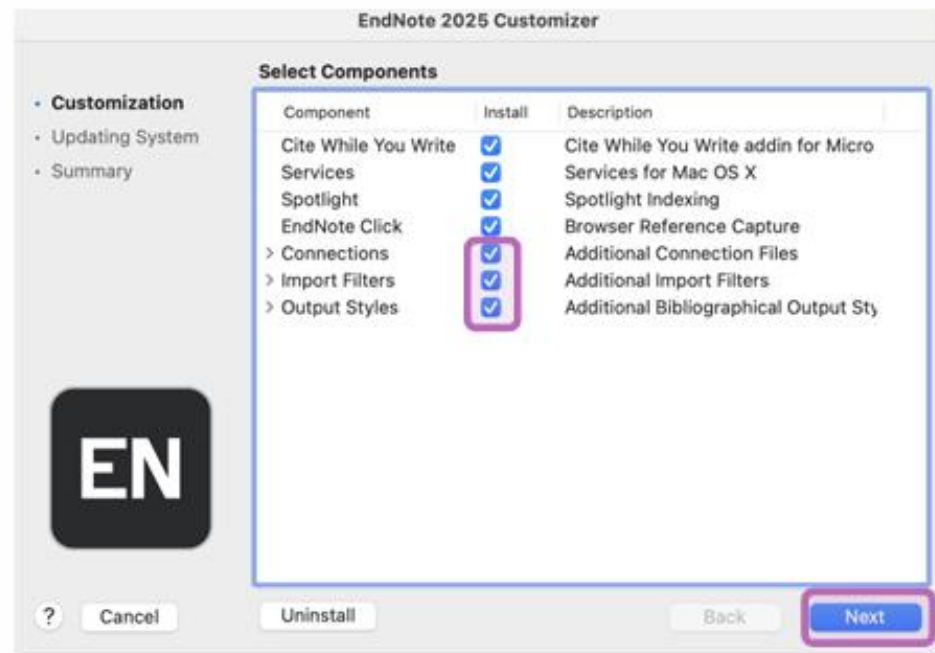 EndNote 2025 Customizer
Select Components
• Customization
• Updating System
• Summary
Component Install Description
Cite While You Write Cite While You Write addin for Micro
Services Services for Mac OS X
Spotlight Spotlight Indexing
EndNote Click Browser Reference Capture
> Connections Additional Connection Files
> Import Filters Additional Import Filters
> Output Styles Additional Bibliographical Output Sty
EN
? Cancel Uninstall Back Next